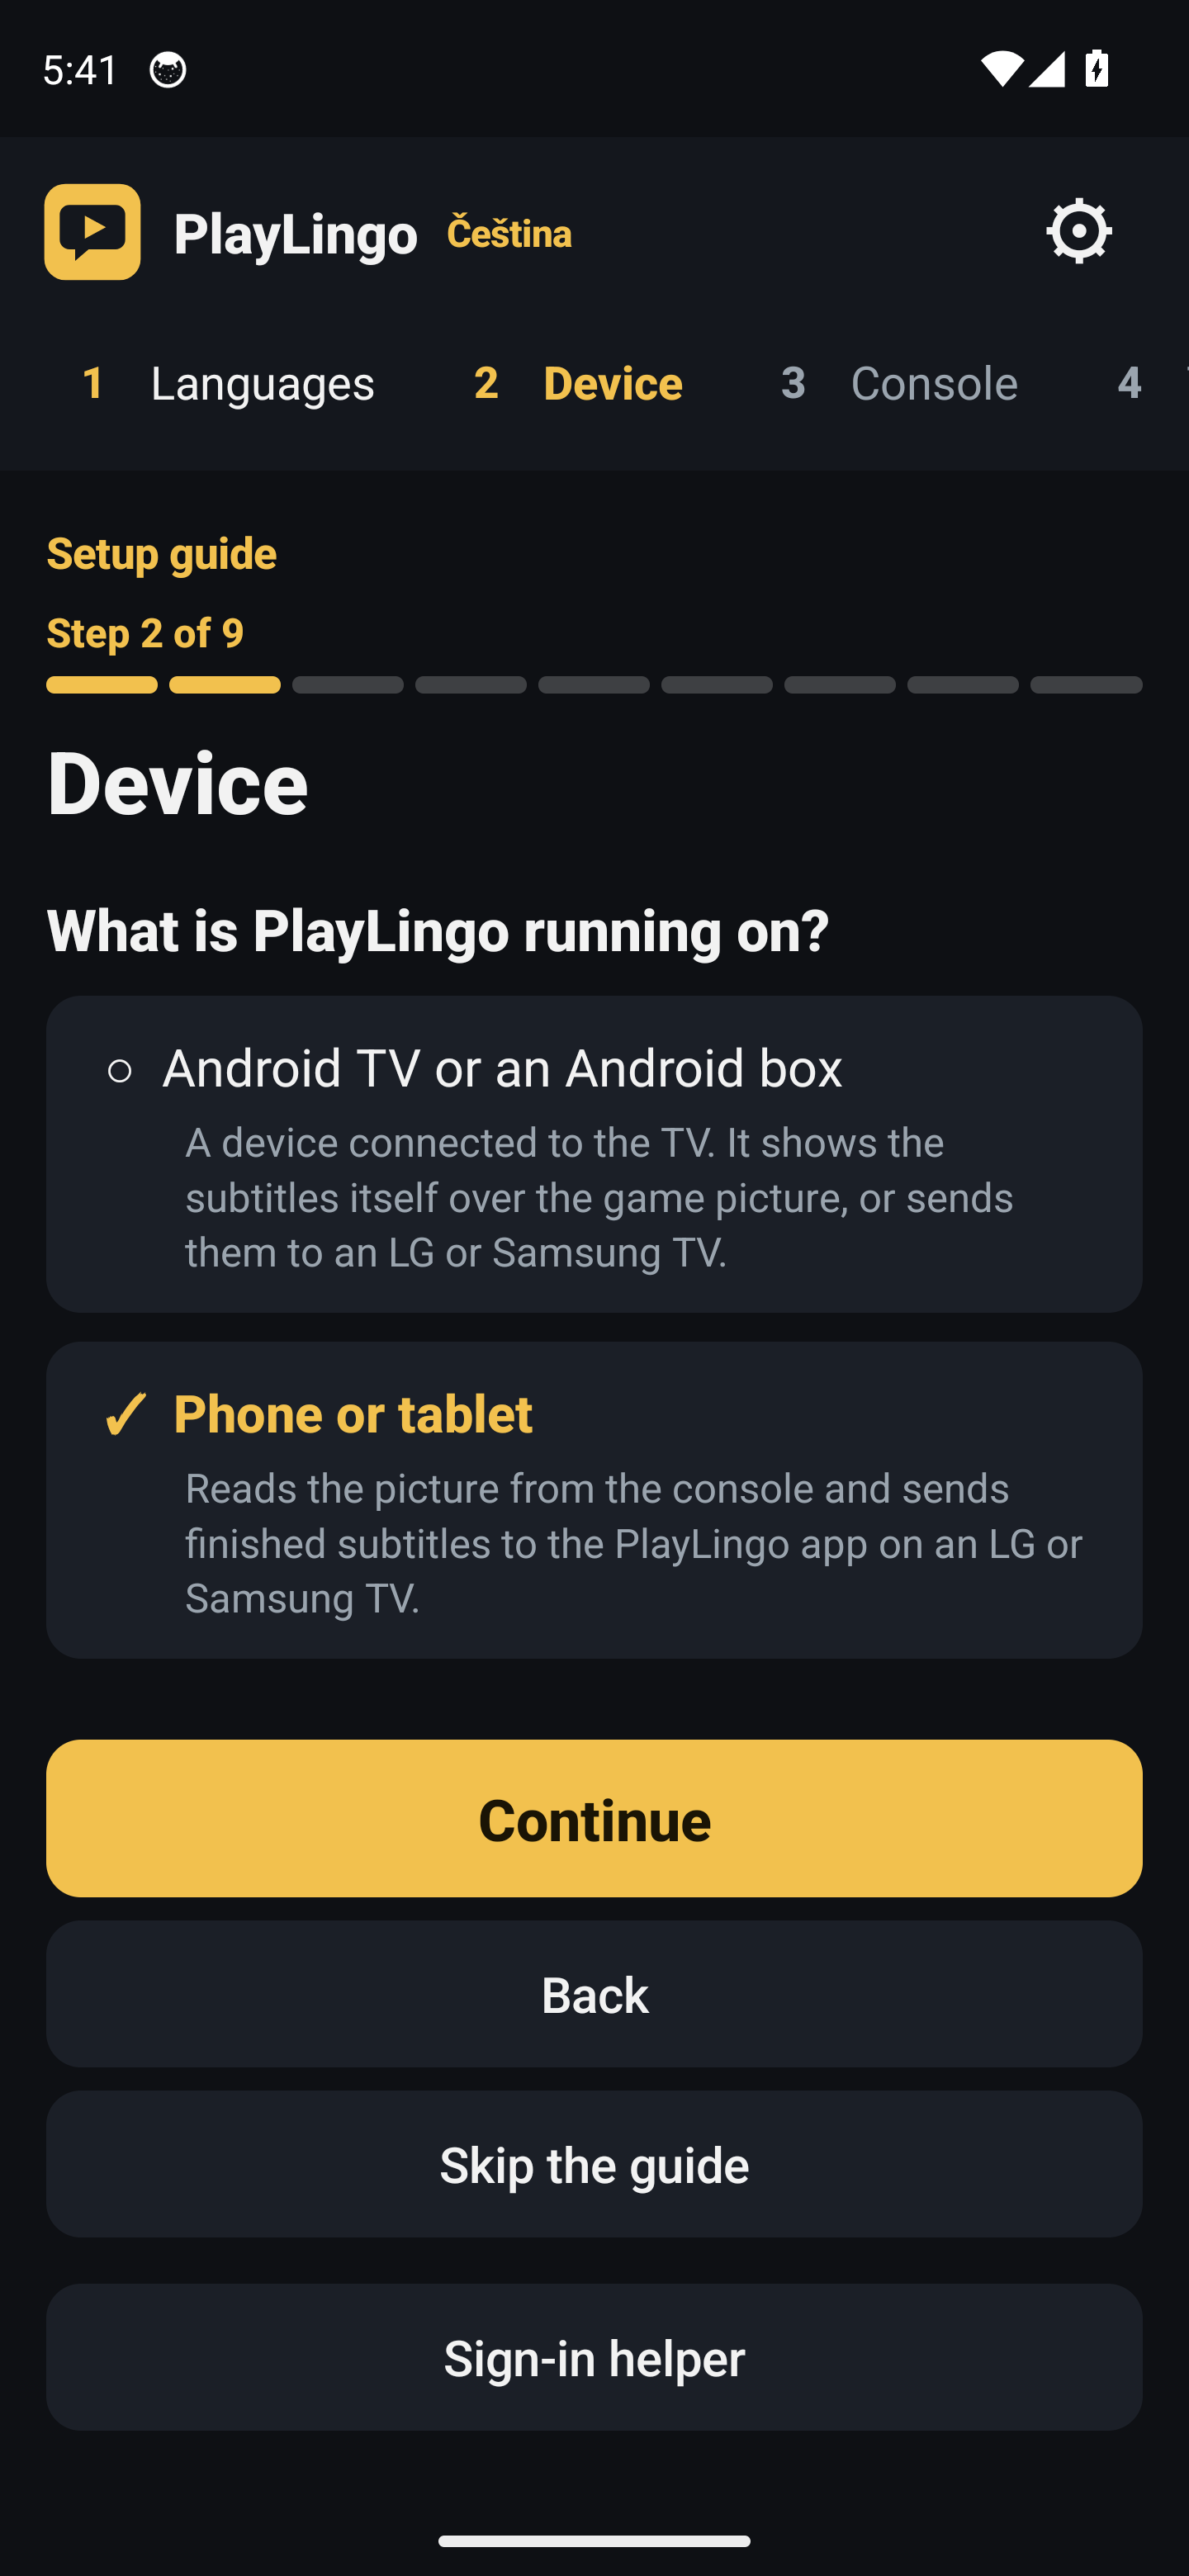 5:41
PlayLingo Čeština
1 Languages 2 Device 3 Console 4
Setup guide
Step 2 of 9
Device
What is PlayLingo running on?
○ Android TV or an Android box
A device connected to the TV. It shows the
subtitles itself over the game picture, or sends
them to an LG or Samsung TV.
✓ Phone or tablet
Reads the picture from the console and sends
finished subtitles to the PlayLingo app on an LG or
Samsung TV.
Continue
Back
Skip the guide
Sign-in helper